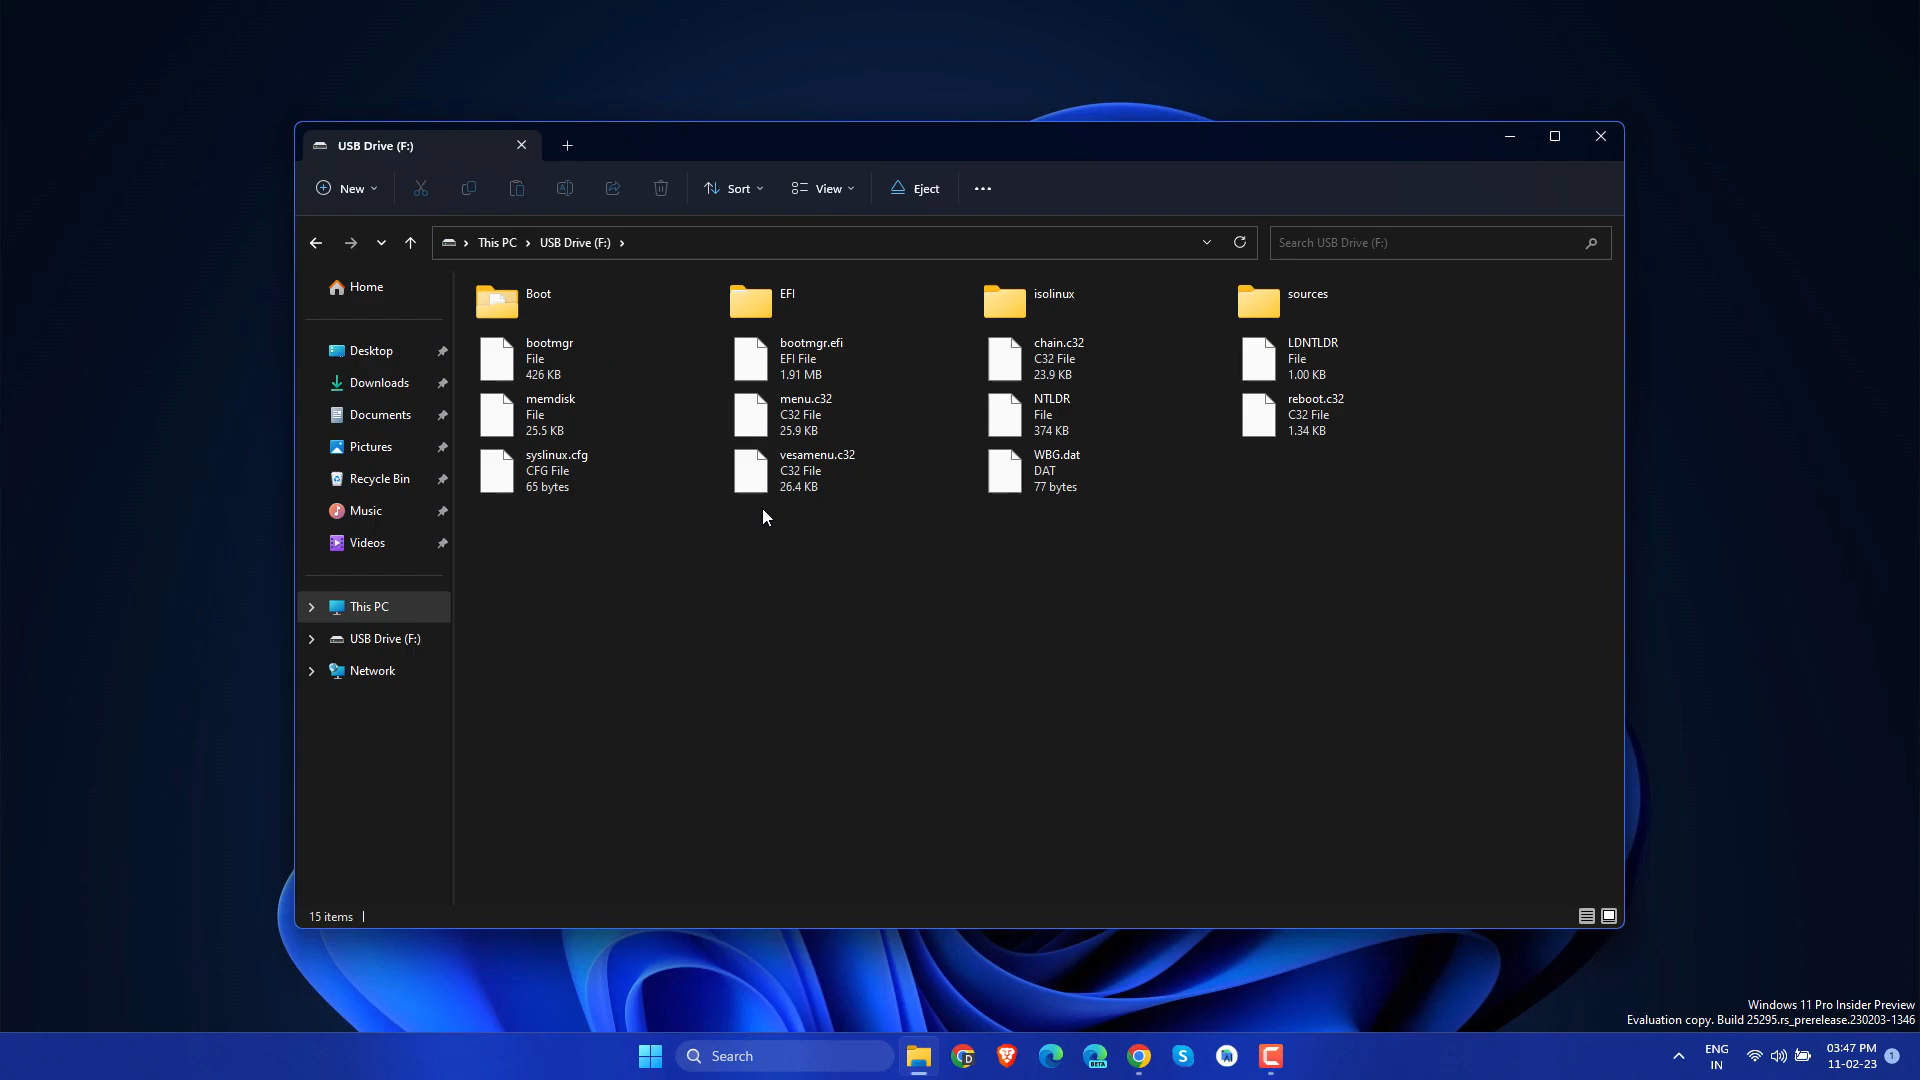 USB Drive (F:)
New
Sort
View
Eject
This PC
USB Drive (F:)
Search USB Drive (F:)
Home
Desktop
Downloads
Documents
Pictures
Recycle Bin
Music
Videos
This PC
USB Drive (F:)
Network
Boot
EFI
isolinux
sources
bootmgr
File
426 KB
bootmgr.efi
EFI File
1.91 MB
chain.c32
C32 File
23.9 KB
LDNTLDR
File
1.00 KB
memdisk
File
25.5 KB
menu.c32
C32 File
25.9 KB
NTLDR
File
374 KB
reboot.c32
C32 File
1.34 KB
syslinux.cfg
CFG File
65 bytes
vesamenu.c32
C32 File
26.4 KB
WBG.dat
DAT
77 bytes
15 items
Windows 11 Pro Insider Preview
Evaluation copy. Build 25295.rs_prerelease.230203-1346
Search
D
BETA
ENG
IN
03:47 PM
11-02-23
1